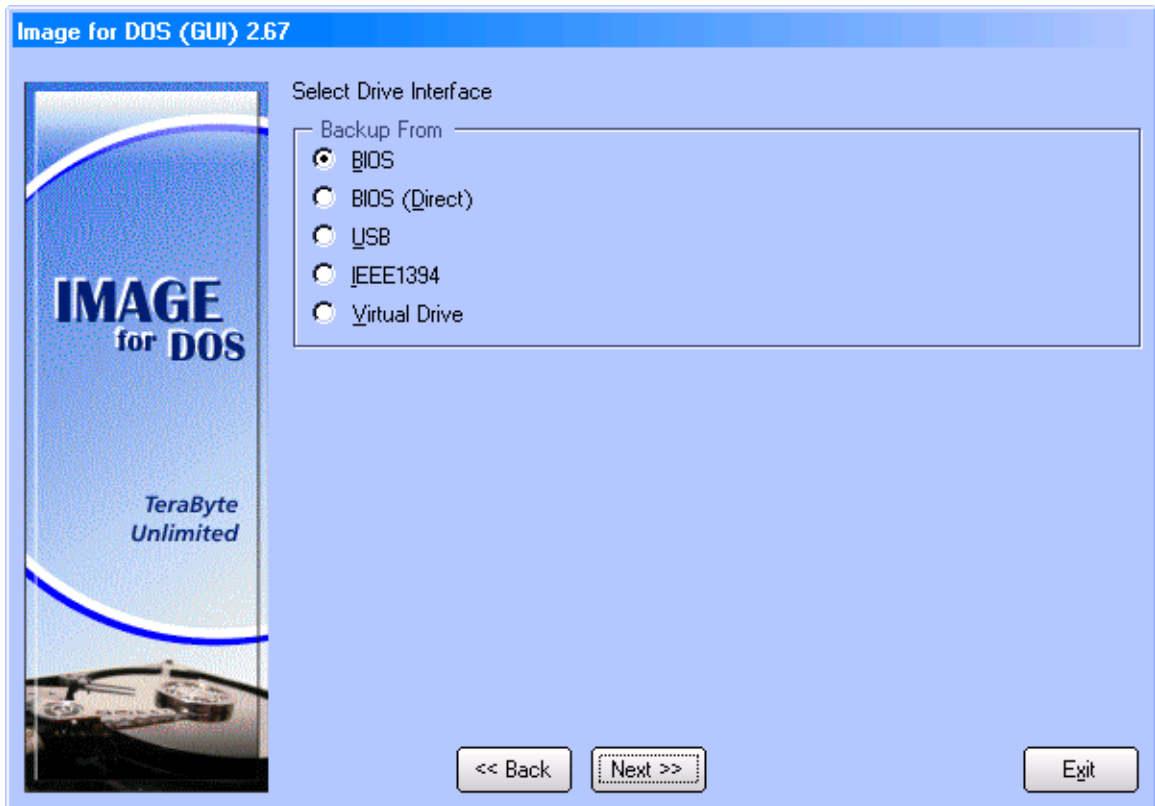 Image for DOS (GUI) 2.67
Select Drive Interface
Backup From
BIOS
BIOS (Direct)
USB
IEEE1394
Virtual Drive
IMAGE
for DOS
TeraByte
Unlimited
<< Back
Next >>
Exit